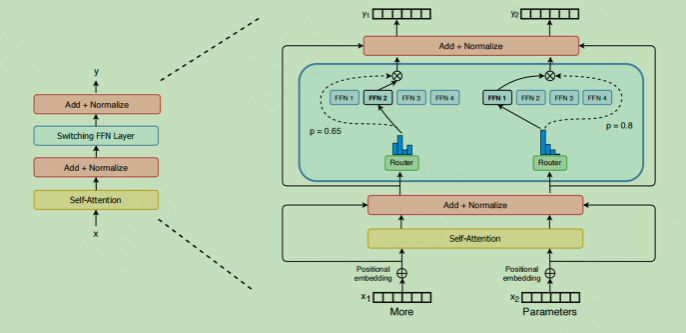 y
Add + Normalize
Switching FFN Layer
Add + Normalize
Self-Attention
x
y1
y2
Add + Normalize
FFN 1
FFN 2
FFN 3
FFN 4
FFN 1
FFN 2
FFN 3
FFN 4
p = 0.65
p = 0.8
Router
Router
Add + Normalize
Self-Attention
Positional
embedding
Positional
embedding
x1
x2
More
Parameters